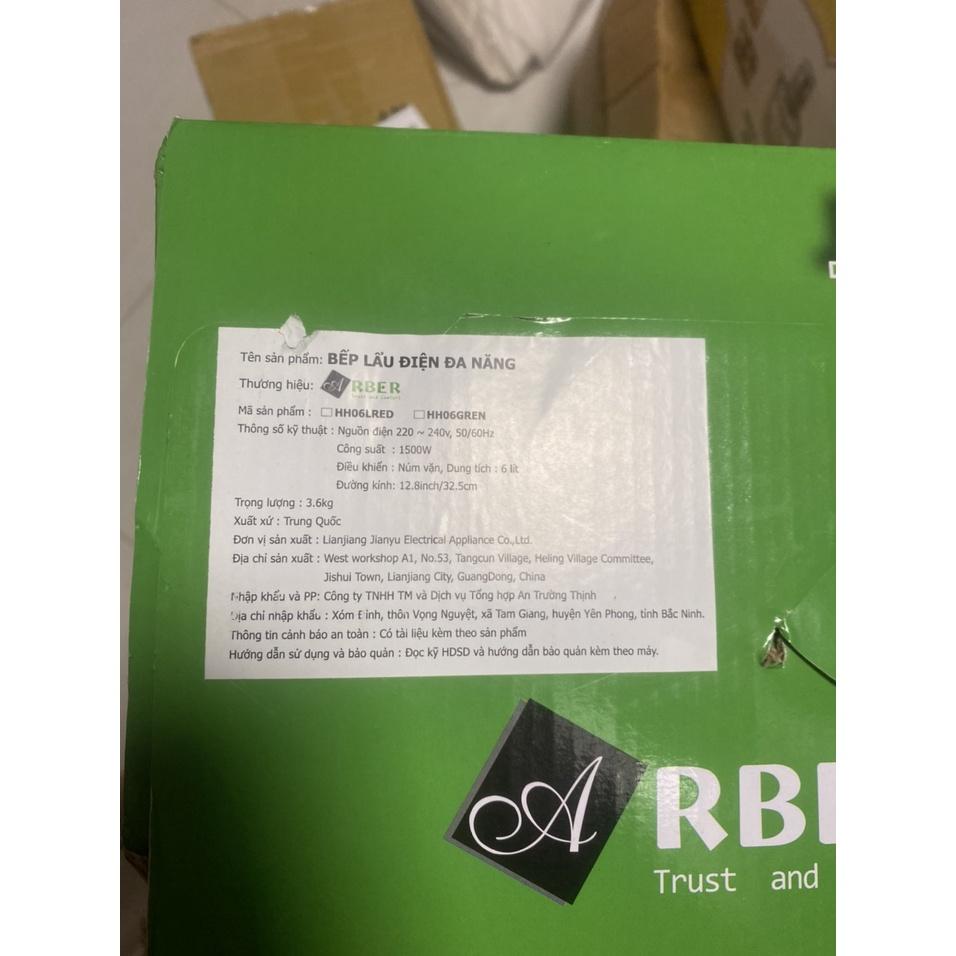 Tên sản phẩm: BẾP LẨU ĐIỆN ĐA NĂNG
Thương hiệu: ARBER
Trust and Comfort
Mã sản phẩm : HH06LRED HH06GREN
Thông số kỹ thuật : Nguồn điện 220 ~ 240v, 50/60Hz
Công suất : 1500W
Điều khiển : Núm vặn, Dung tích : 6 lít
Đường kính: 12.8inch/32.5cm
Trọng lượng : 3.6kg
Xuất xứ : Trung Quốc
Đơn vị sản xuất : Lianjiang Jianyu Electrical Appliance Co.,Ltd.
Địa chỉ sản xuất : West workshop A1, No.53, Tangcun Village, Heling Village Committee,
Jishui Town, Lianjiang City, GuangDong, China
Nhập khẩu và PP: Công ty TNHH TM và Dịch vụ Tổng hợp An Trường Thịnh
Địa chỉ nhập khẩu : Xóm Đình, thôn Vọng Nguyệt, xã Tam Giang, huyện Yên Phong, tỉnh Bắc Ninh.
Thông tin cảnh báo an toàn : Có tài liệu kèm theo sản phẩm
Hướng dẫn sử dụng và bảo quản : Đọc kỹ HDSD và hướng dẫn bảo quản kèm theo máy.
ARBE
Trust and